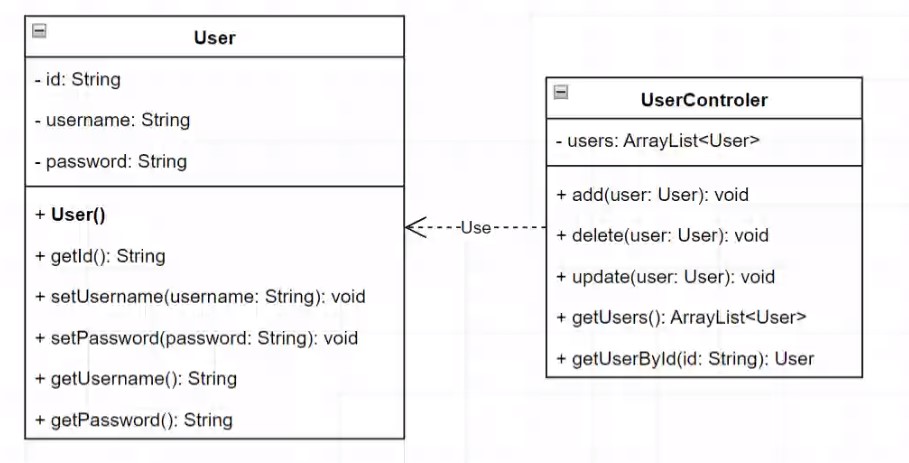 User
- id: String
- username: String
- password: String
+ User()
+ getId(): String
+ setUsername(username: String): void
+ setPassword(password: String): void
+ getUsername(): String
+ getPassword(): String
Use
UserControler
- users: ArrayList<User>
+ add(user: User): void
+ delete(user: User): void
+ update(user: User): void
+ getUsers(): ArrayList<User>
+ getUserById(id: String): User